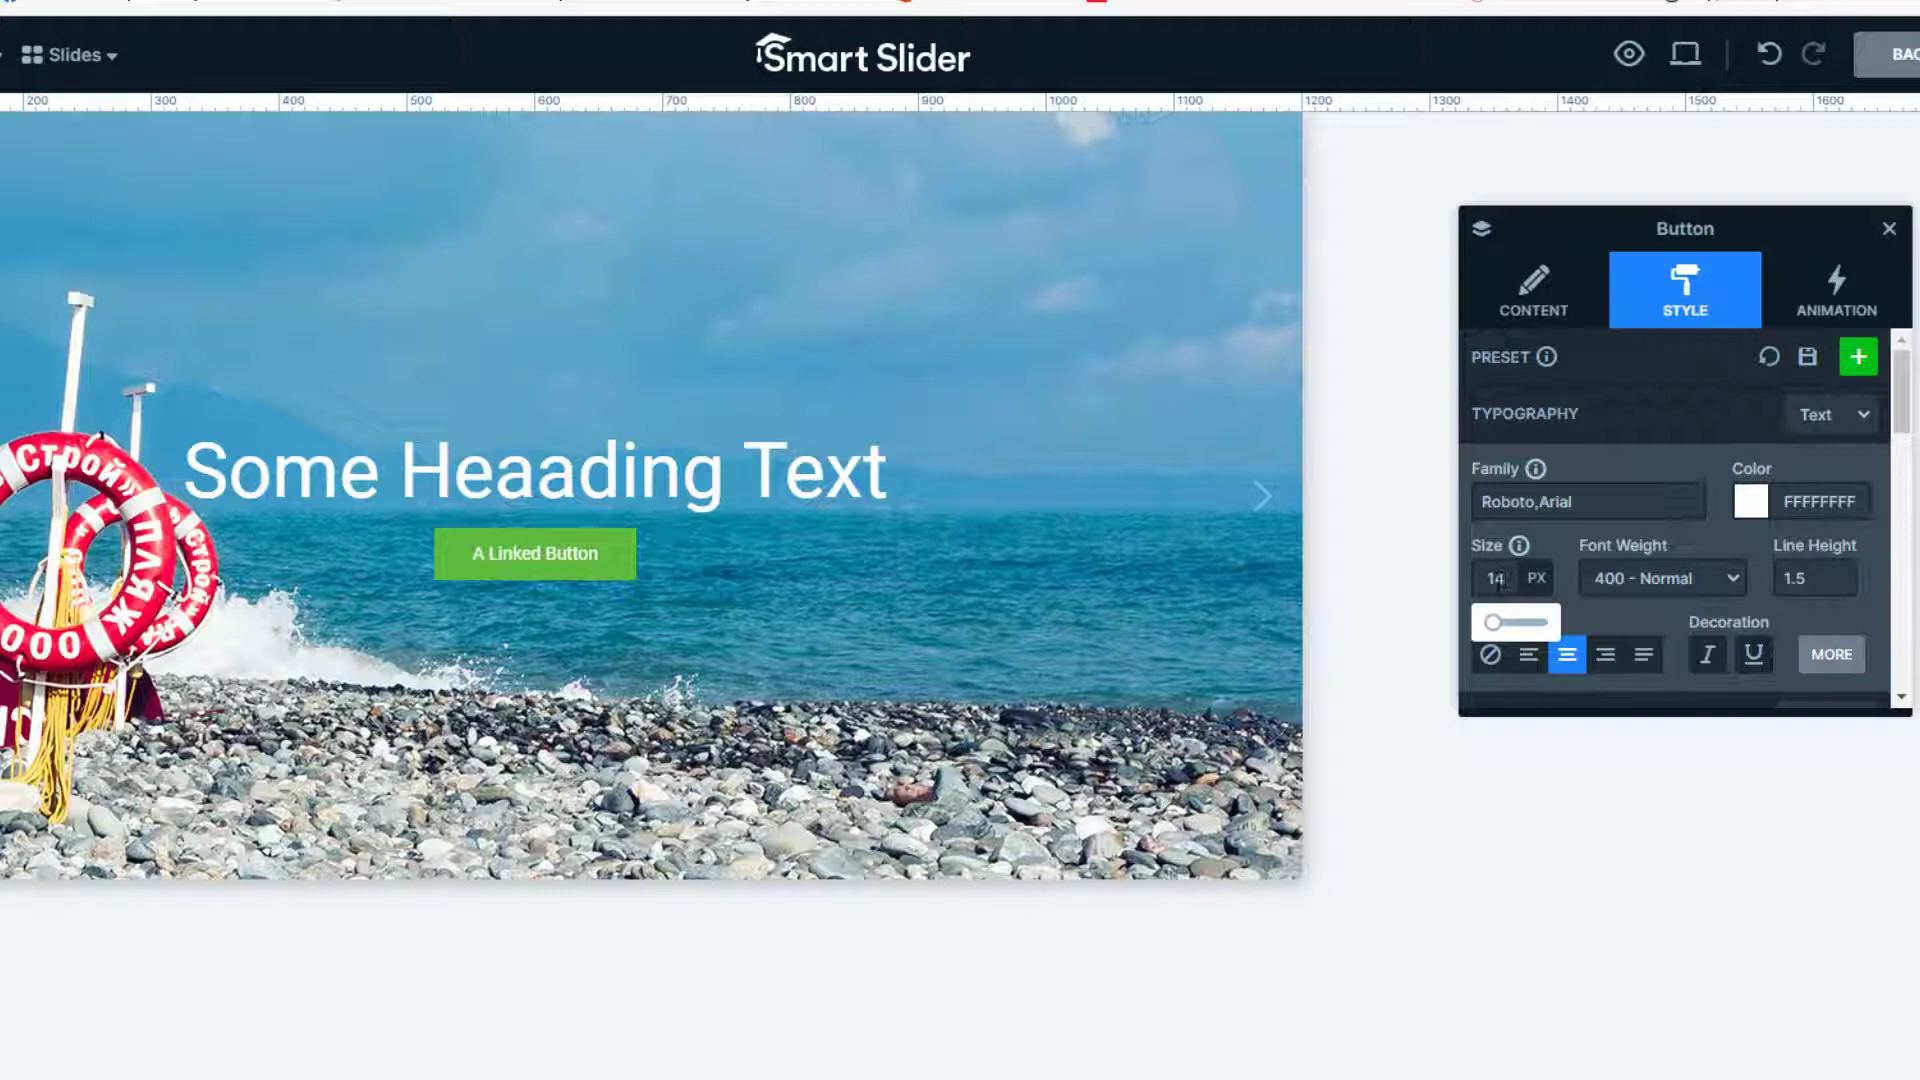 Slides
Smart Slider
BAC
200 300 400 500 600 700 800 900 1000 1100 1200 1300 1400 1500 1600
Button
CONTENT STYLE ANIMATION
PRESET
TYPOGRAPHY Text
Family Color
Roboto,Arial FFFFFFFF
Size Font Weight Line Height
14 PX 400 - Normal 1.5
Decoration
I U MORE
Some Heaading Text
A Linked Button
Строй»
000